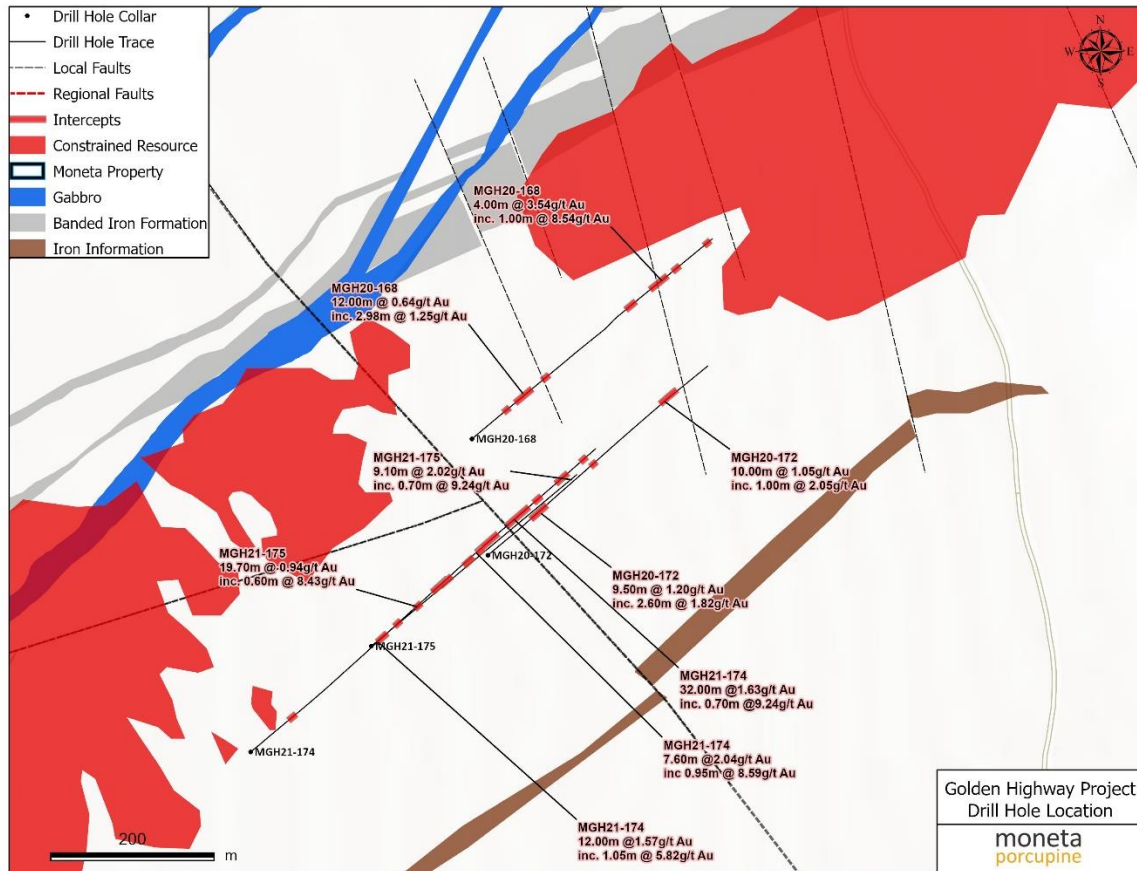 Drill Hole Collar
Drill Hole Trace
Local Faults
Regional Faults
Intercepts
Constrained Resource
Moneta Property
Gabbro
Banded Iron Formation
Iron Information
N
W
E
S
MGH20-168
4.00m @ 3.54g/t Au
inc. 1.00m @ 8.54g/t Au
MGH20-168
12.00m @ 0.64g/t Au
inc. 2.98m @ 1.25g/t Au
MGH20-168
MGH21-175
9.10m @ 2.02g/t Au
inc. 0.70m @ 9.24g/t Au
MGH20-172
10.00m @ 1.05g/t Au
inc. 1.00m @ 2.05g/t Au
MGH20-172
MGH21-175
19.70m @ 0.94g/t Au
inc. 0.60m @ 8.43g/t Au
MGH20-172
9.50m @ 1.20g/t Au
inc. 2.60m @ 1.82g/t Au
MGH21-175
MGH21-174
32.00m @1.63g/t Au
inc. 0.70m @9.24g/t Au
MGH21-174
7.60m @2.04g/t Au
inc 0.95m @ 8.59g/t Au
MGH21-174
MGH21-174
12.00m @1.57g/t Au
inc. 1.05m @ 5.82g/t Au
200
m
Golden Highway Project
Drill Hole Location
moneta
porcupine